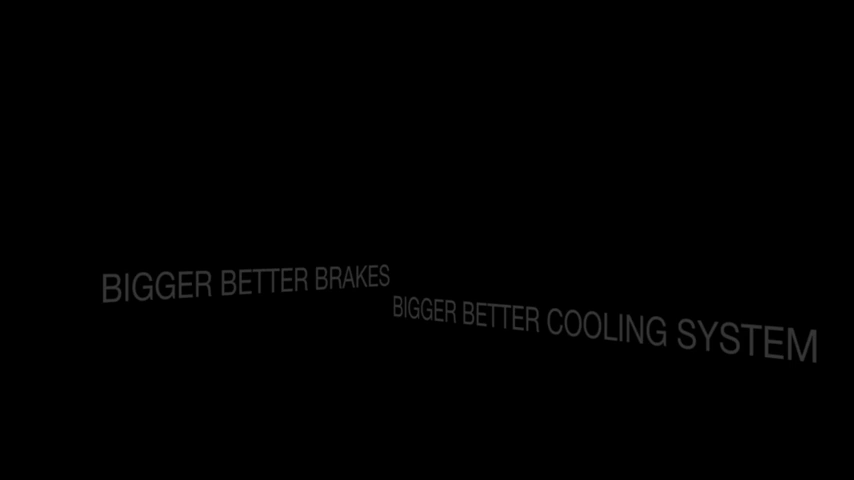 BIGGER BETTER BRAKES
BIGGER BETTER COOLING SYSTEM